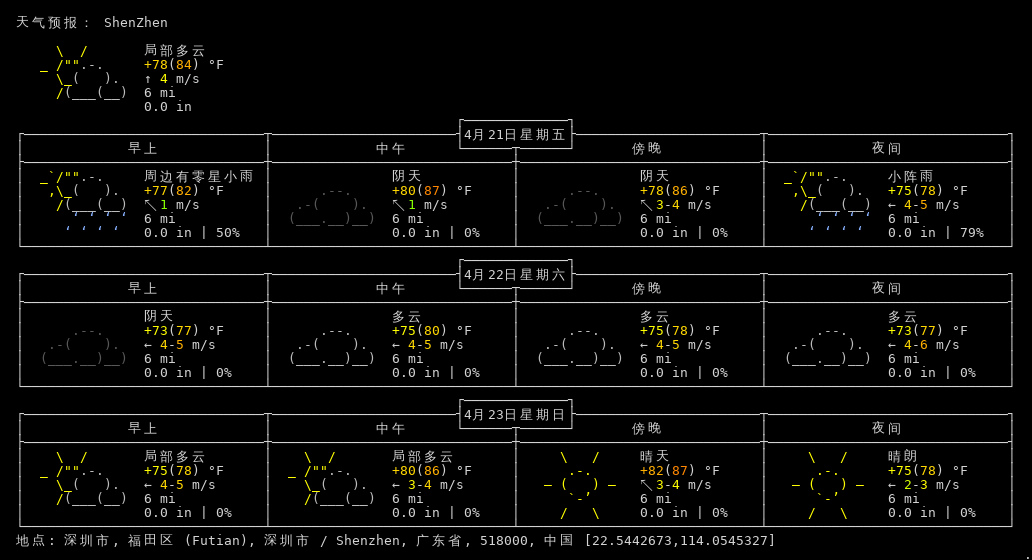 天气预报: ShenZhen
局部多云
+78(84) °F
↑ 4 m/s
6 mi
0.0 in
4月21日星期五
早上 中午 傍晚 夜间
周边有零星小雨 阴天 阴天 小阵雨
+77(82) °F +80(87) °F +78(86) °F +75(78) °F
↖ 1 m/s ↖ 1 m/s ↖ 3-4 m/s ← 4-5 m/s
6 mi 6 mi 6 mi 6 mi
0.0 in | 50% 0.0 in | 0% 0.0 in | 0% 0.0 in | 79%
4月22日星期六
早上 中午 傍晚 夜间
阴天 多云 多云 多云
+73(77) °F +75(80) °F +75(78) °F +73(77) °F
← 4-5 m/s ← 4-5 m/s ← 4-5 m/s ← 4-6 m/s
6 mi 6 mi 6 mi 6 mi
0.0 in | 0% 0.0 in | 0% 0.0 in | 0% 0.0 in | 0%
4月23日星期日
早上 中午 傍晚 夜间
局部多云 局部多云 晴天 晴朗
+75(78) °F +80(86) °F +82(87) °F +75(78) °F
← 4-5 m/s ← 3-4 m/s ↖ 3-4 m/s ← 2-3 m/s
6 mi 6 mi 6 mi 6 mi
0.0 in | 0% 0.0 in | 0% 0.0 in | 0% 0.0 in | 0%
地点: 深圳市, 福田区 (Futian), 深圳市 / Shenzhen, 广东省, 518000, 中国 [22.5442673,114.0545327]